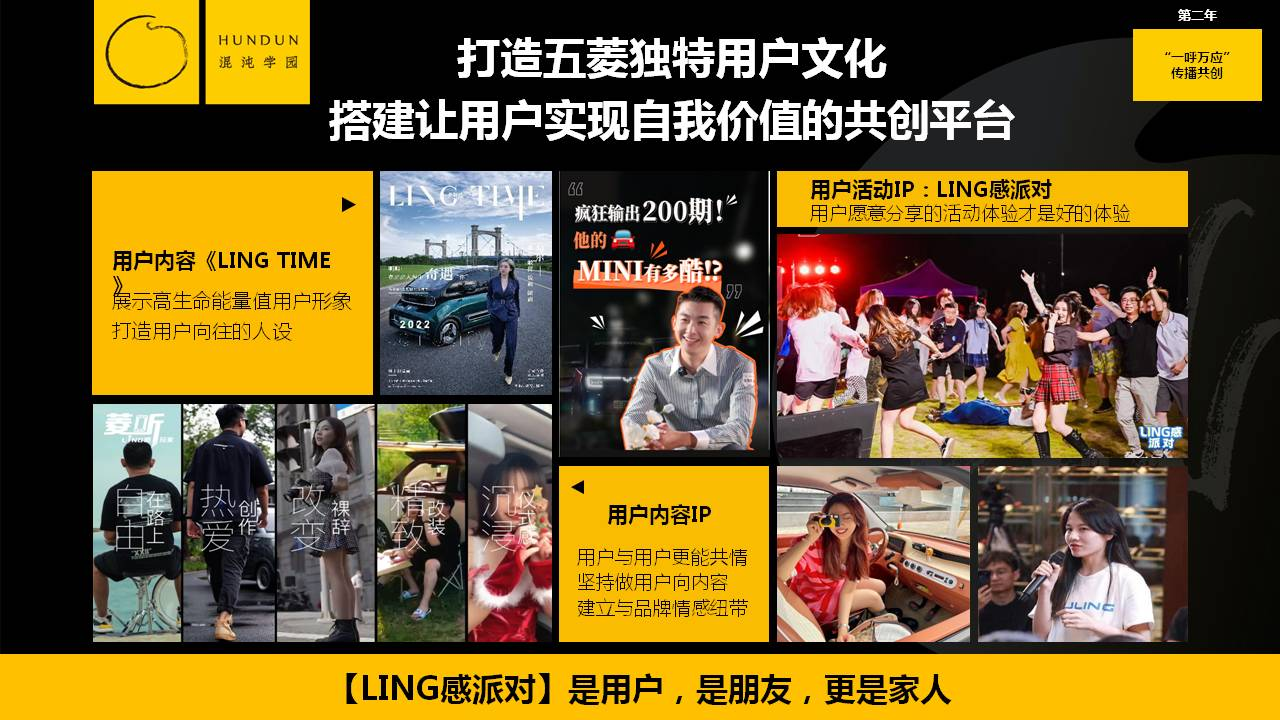 HUNDUN
混沌学园
打造五菱独特用户文化
搭建让用户实现自我价值的共创平台
第二年
“一呼万应”
传播共创
用户内容《LING TIME
》
展示高生命能量值用户形象
打造用户向往的人设
LING TIME
奇遇
2022
疯狂输出200期!
他的
MINI有多酷!?
用户活动IP：LING感派对
用户愿意分享的活动体验才是好的体验
LING感
派对
菱听
自由
在路上
热爱
创作
改变
裸辞
精致
改装
沉浸
仪式感
用户内容IP
用户与用户更能共情
坚持做用户向内容
建立与品牌情感纽带
【LING感派对】是用户，是朋友，更是家人